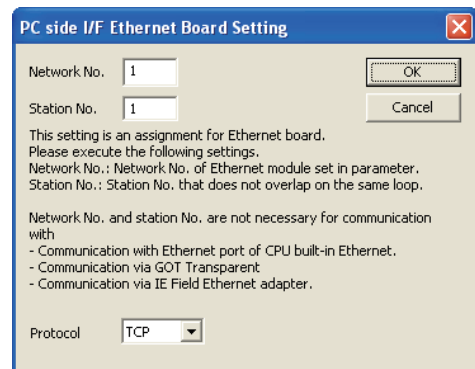 PC side I/F Ethernet Board Setting
Network No. 1 OK
Station No. 1 Cancel
This setting is an assignment for Ethernet board.
Please execute the following settings.
Network No.: Network No. of Ethernet module set in parameter.
Station No.: Station No. that does not overlap on the same loop.
Network No. and station No. are not necessary for communication
with
- Communication with Ethernet port of CPU built-in Ethernet.
- Communication via GOT Transparent
- Communication via IE Field Ethernet adapter.
Protocol TCP